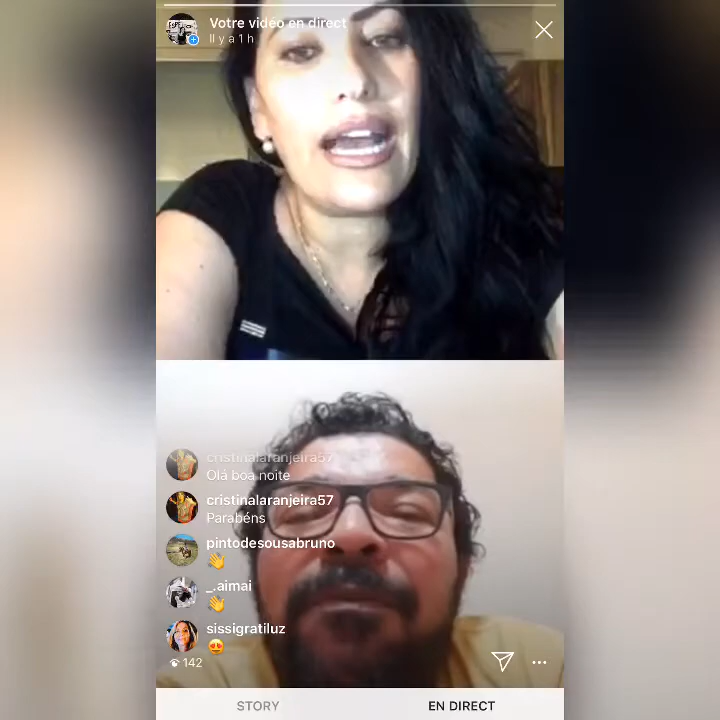 Votre vidéo en direct
Il y a 1 h
cristinalaranjeira57
Olá boa noite
cristinalaranjeira57
Parabéns
pintodesousabruno
👋
_.aimai
👋
sissigratiluz
😍
142
STORY
EN DIRECT